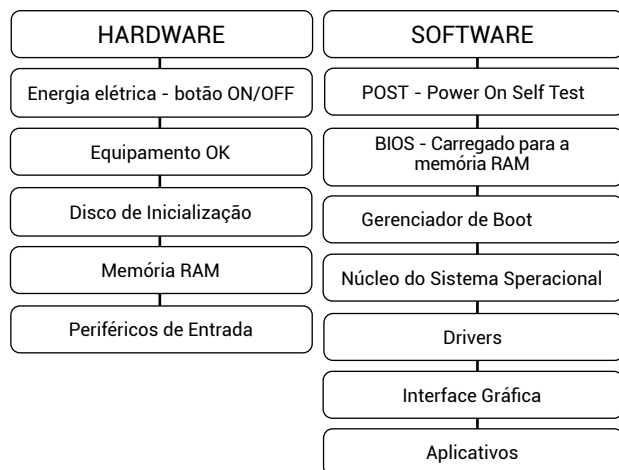 HARDWARE
Energia elétrica - botão ON/OFF
Equipamento OK
Disco de Inicialização
Memória RAM
Periféricos de Entrada
SOFTWARE
POST - Power On Self Test
BIOS - Carregado para a
memória RAM
Gerenciador de Boot
Núcleo do Sistema Speracional
Drivers
Interface Gráfica
Aplicativos